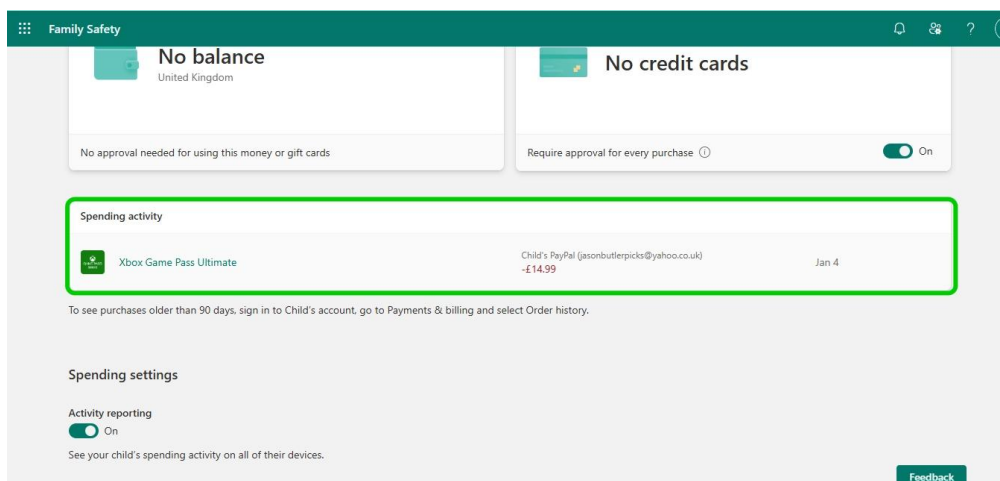 Family Safety
?
No balance
United Kingdom
No credit cards
No approval needed for using this money or gift cards
Require approval for every purchase
On
Spending activity
Xbox Game Pass Ultimate
Child's PayPal (jasonbutlerpicks@yahoo.co.uk)
-£14.99
Jan 4
To see purchases older than 90 days, sign in to Child's account, go to Payments & billing and select Order history.
Spending settings
Activity reporting
On
See your child's spending activity on all of their devices.
Feedback